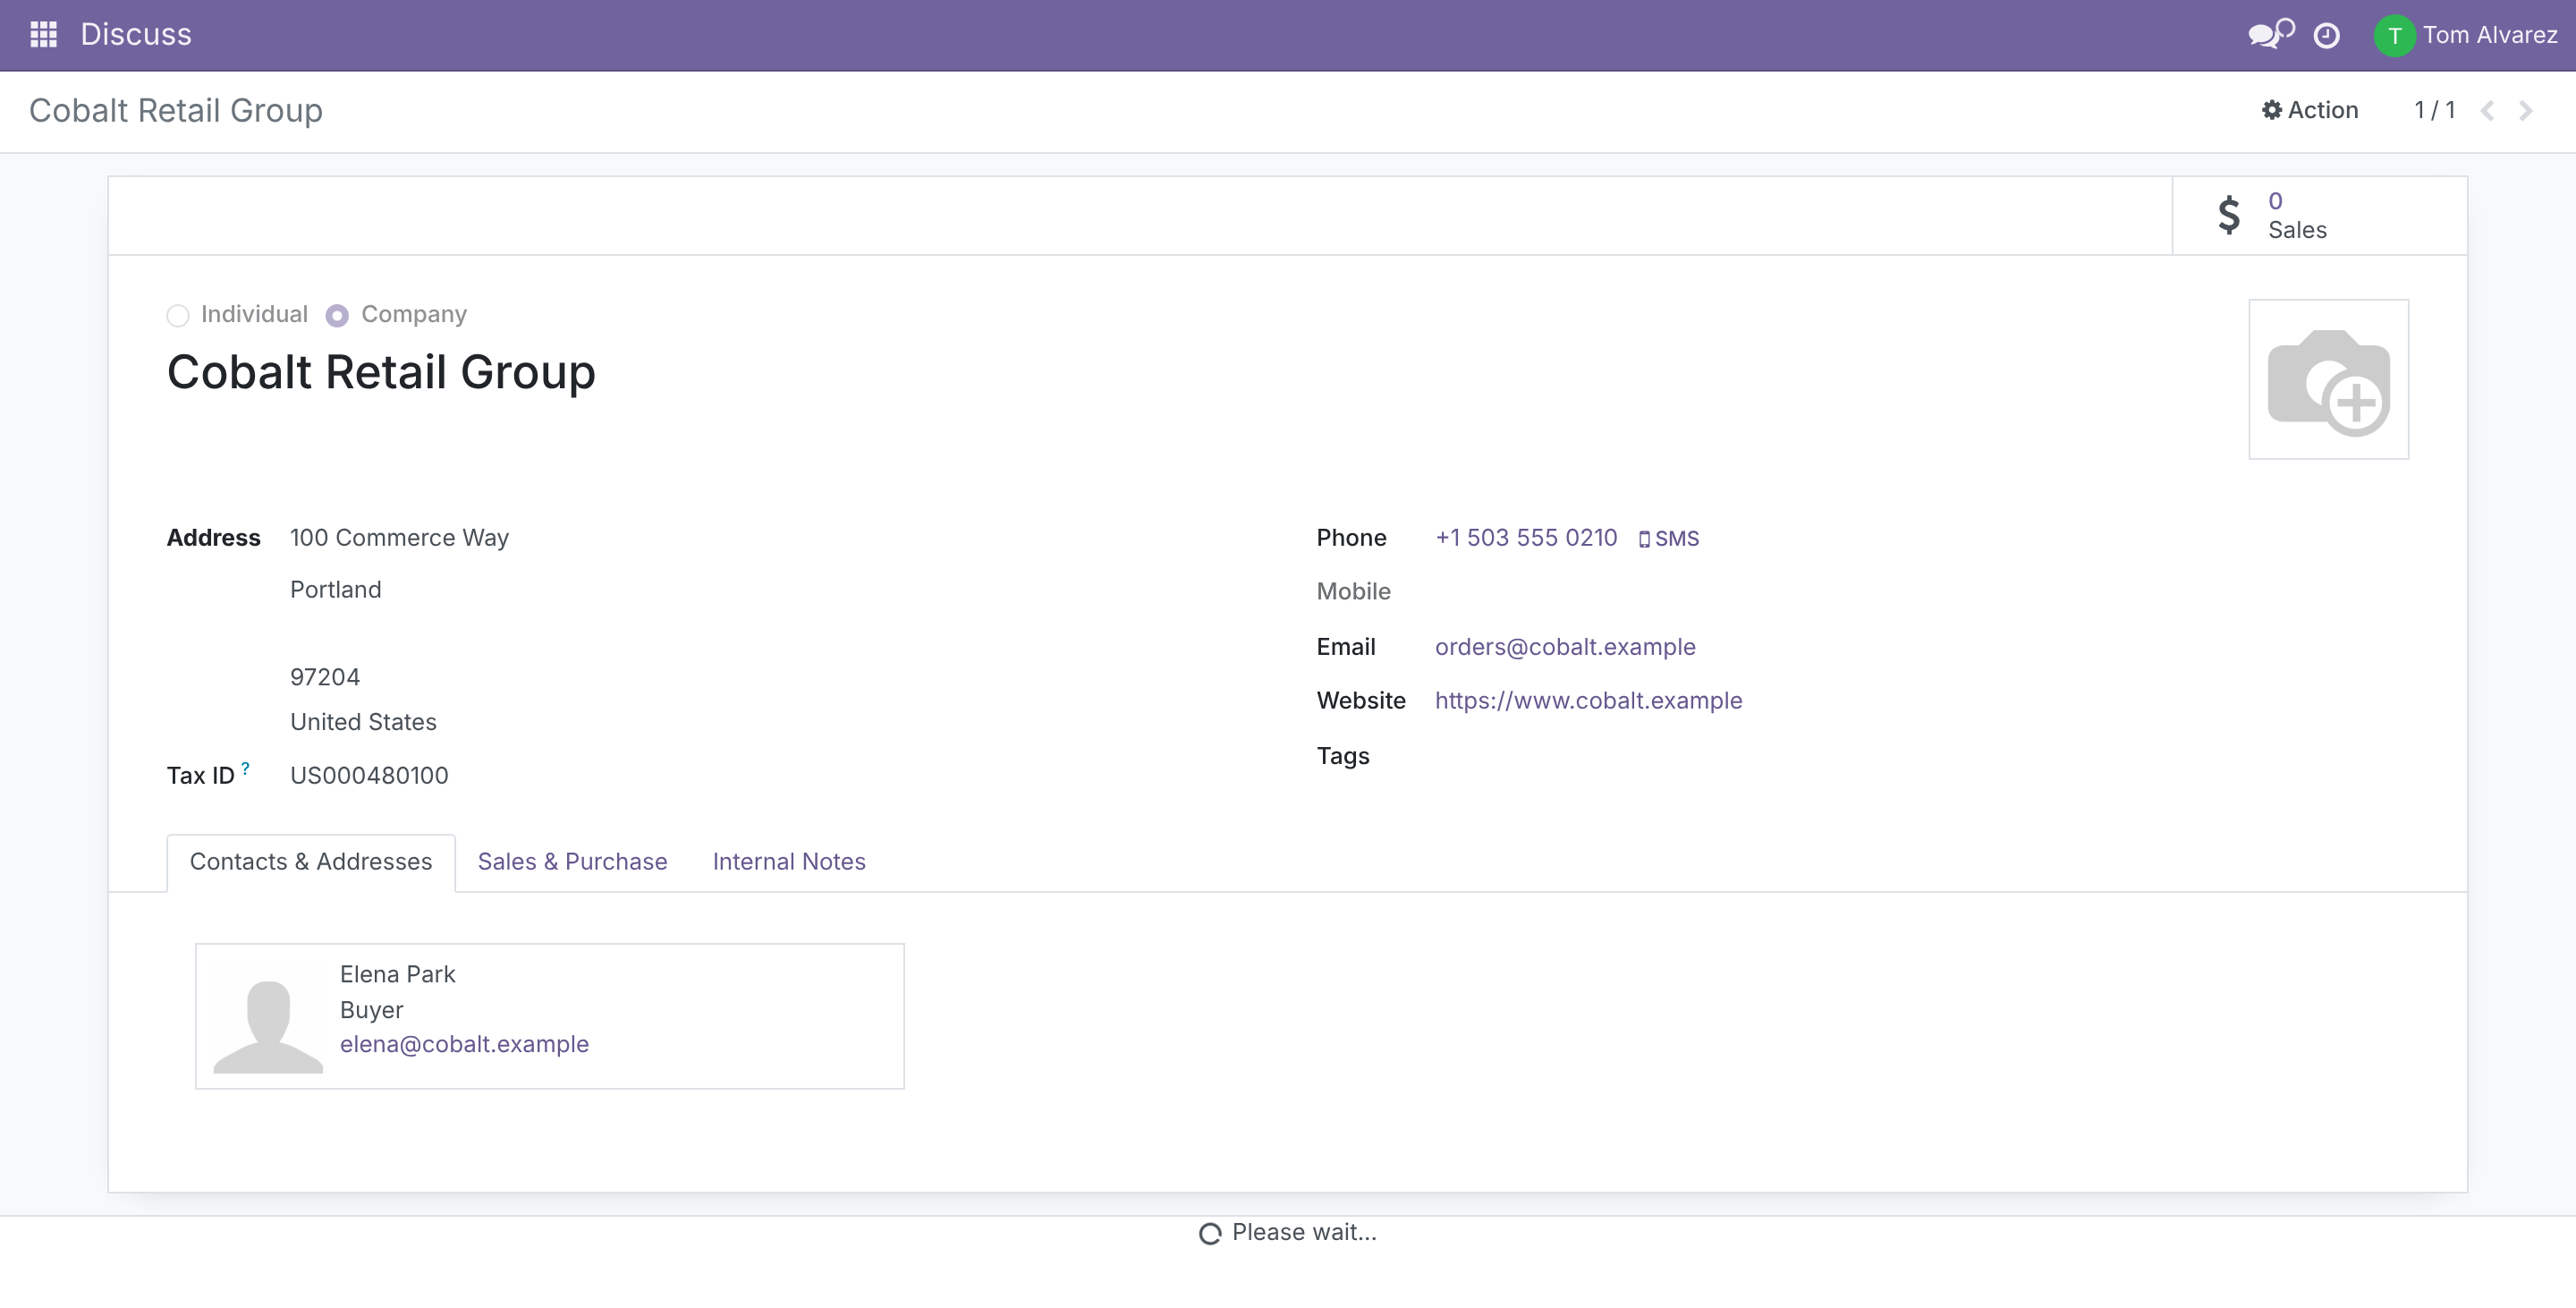 Discuss
T Tom Alvarez
Cobalt Retail Group
Action 1 / 1
$ 0
Sales
Individual Company
Cobalt Retail Group
Address 100 Commerce Way
Portland
97204
United States
Tax ID ? US000480100
Phone +1 503 555 0210 SMS
Mobile
Email orders@cobalt.example
Website https://www.cobalt.example
Tags
Contacts & Addresses Sales & Purchase Internal Notes
Elena Park
Buyer
elena@cobalt.example
Please wait...